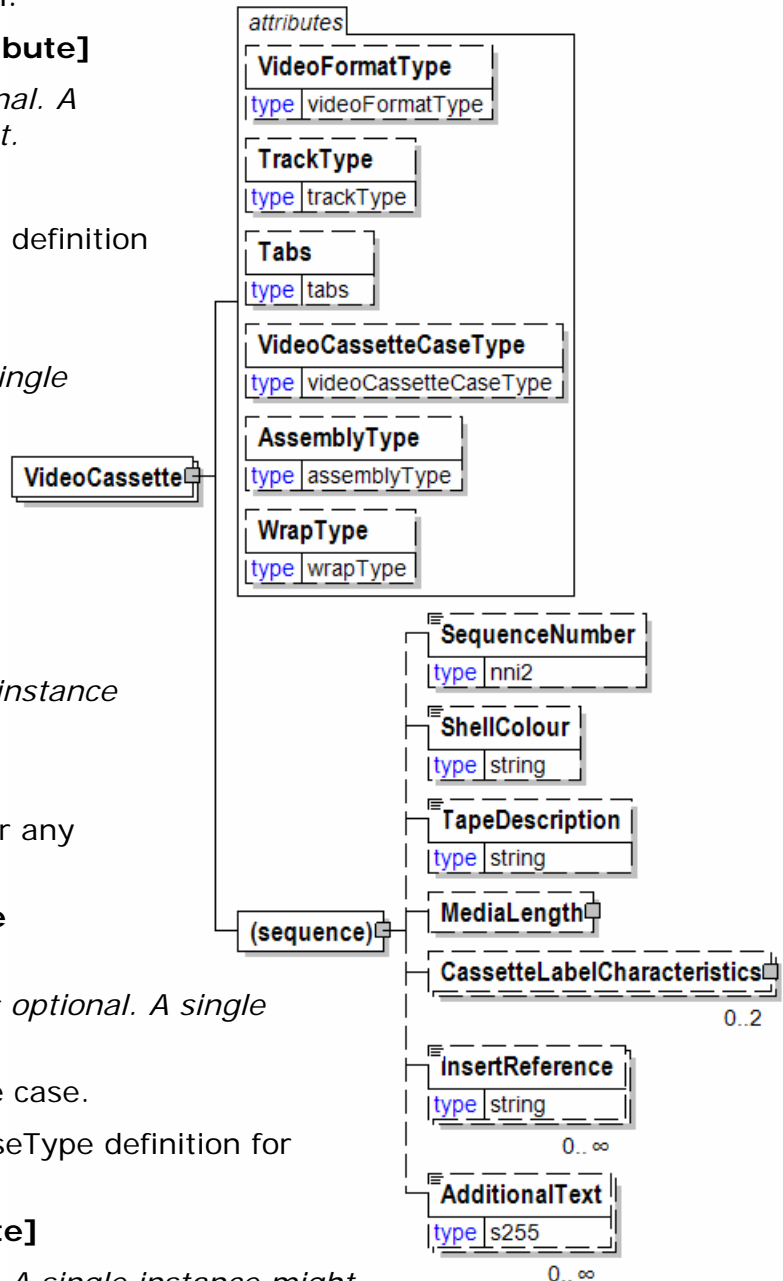 bute]
nal. A
t.
definition
ingle
instance
r any
e
optional. A single
e case.
seType definition for
te]
A single instance might
attributes
VideoFormatType
type videoFormatType
TrackType
type trackType
Tabs
type tabs
VideoCassetteCaseType
type videoCassetteCaseType
AssemblyType
type assemblyType
WrapType
type wrapType
VideoCassette
SequenceNumber
type nni2
ShellColour
type string
TapeDescription
type string
MediaLength
(sequence)
CassetteLabelCharacteristics
0..2
InsertReference
type string
0..∞
AdditionalText
type s255
0..∞